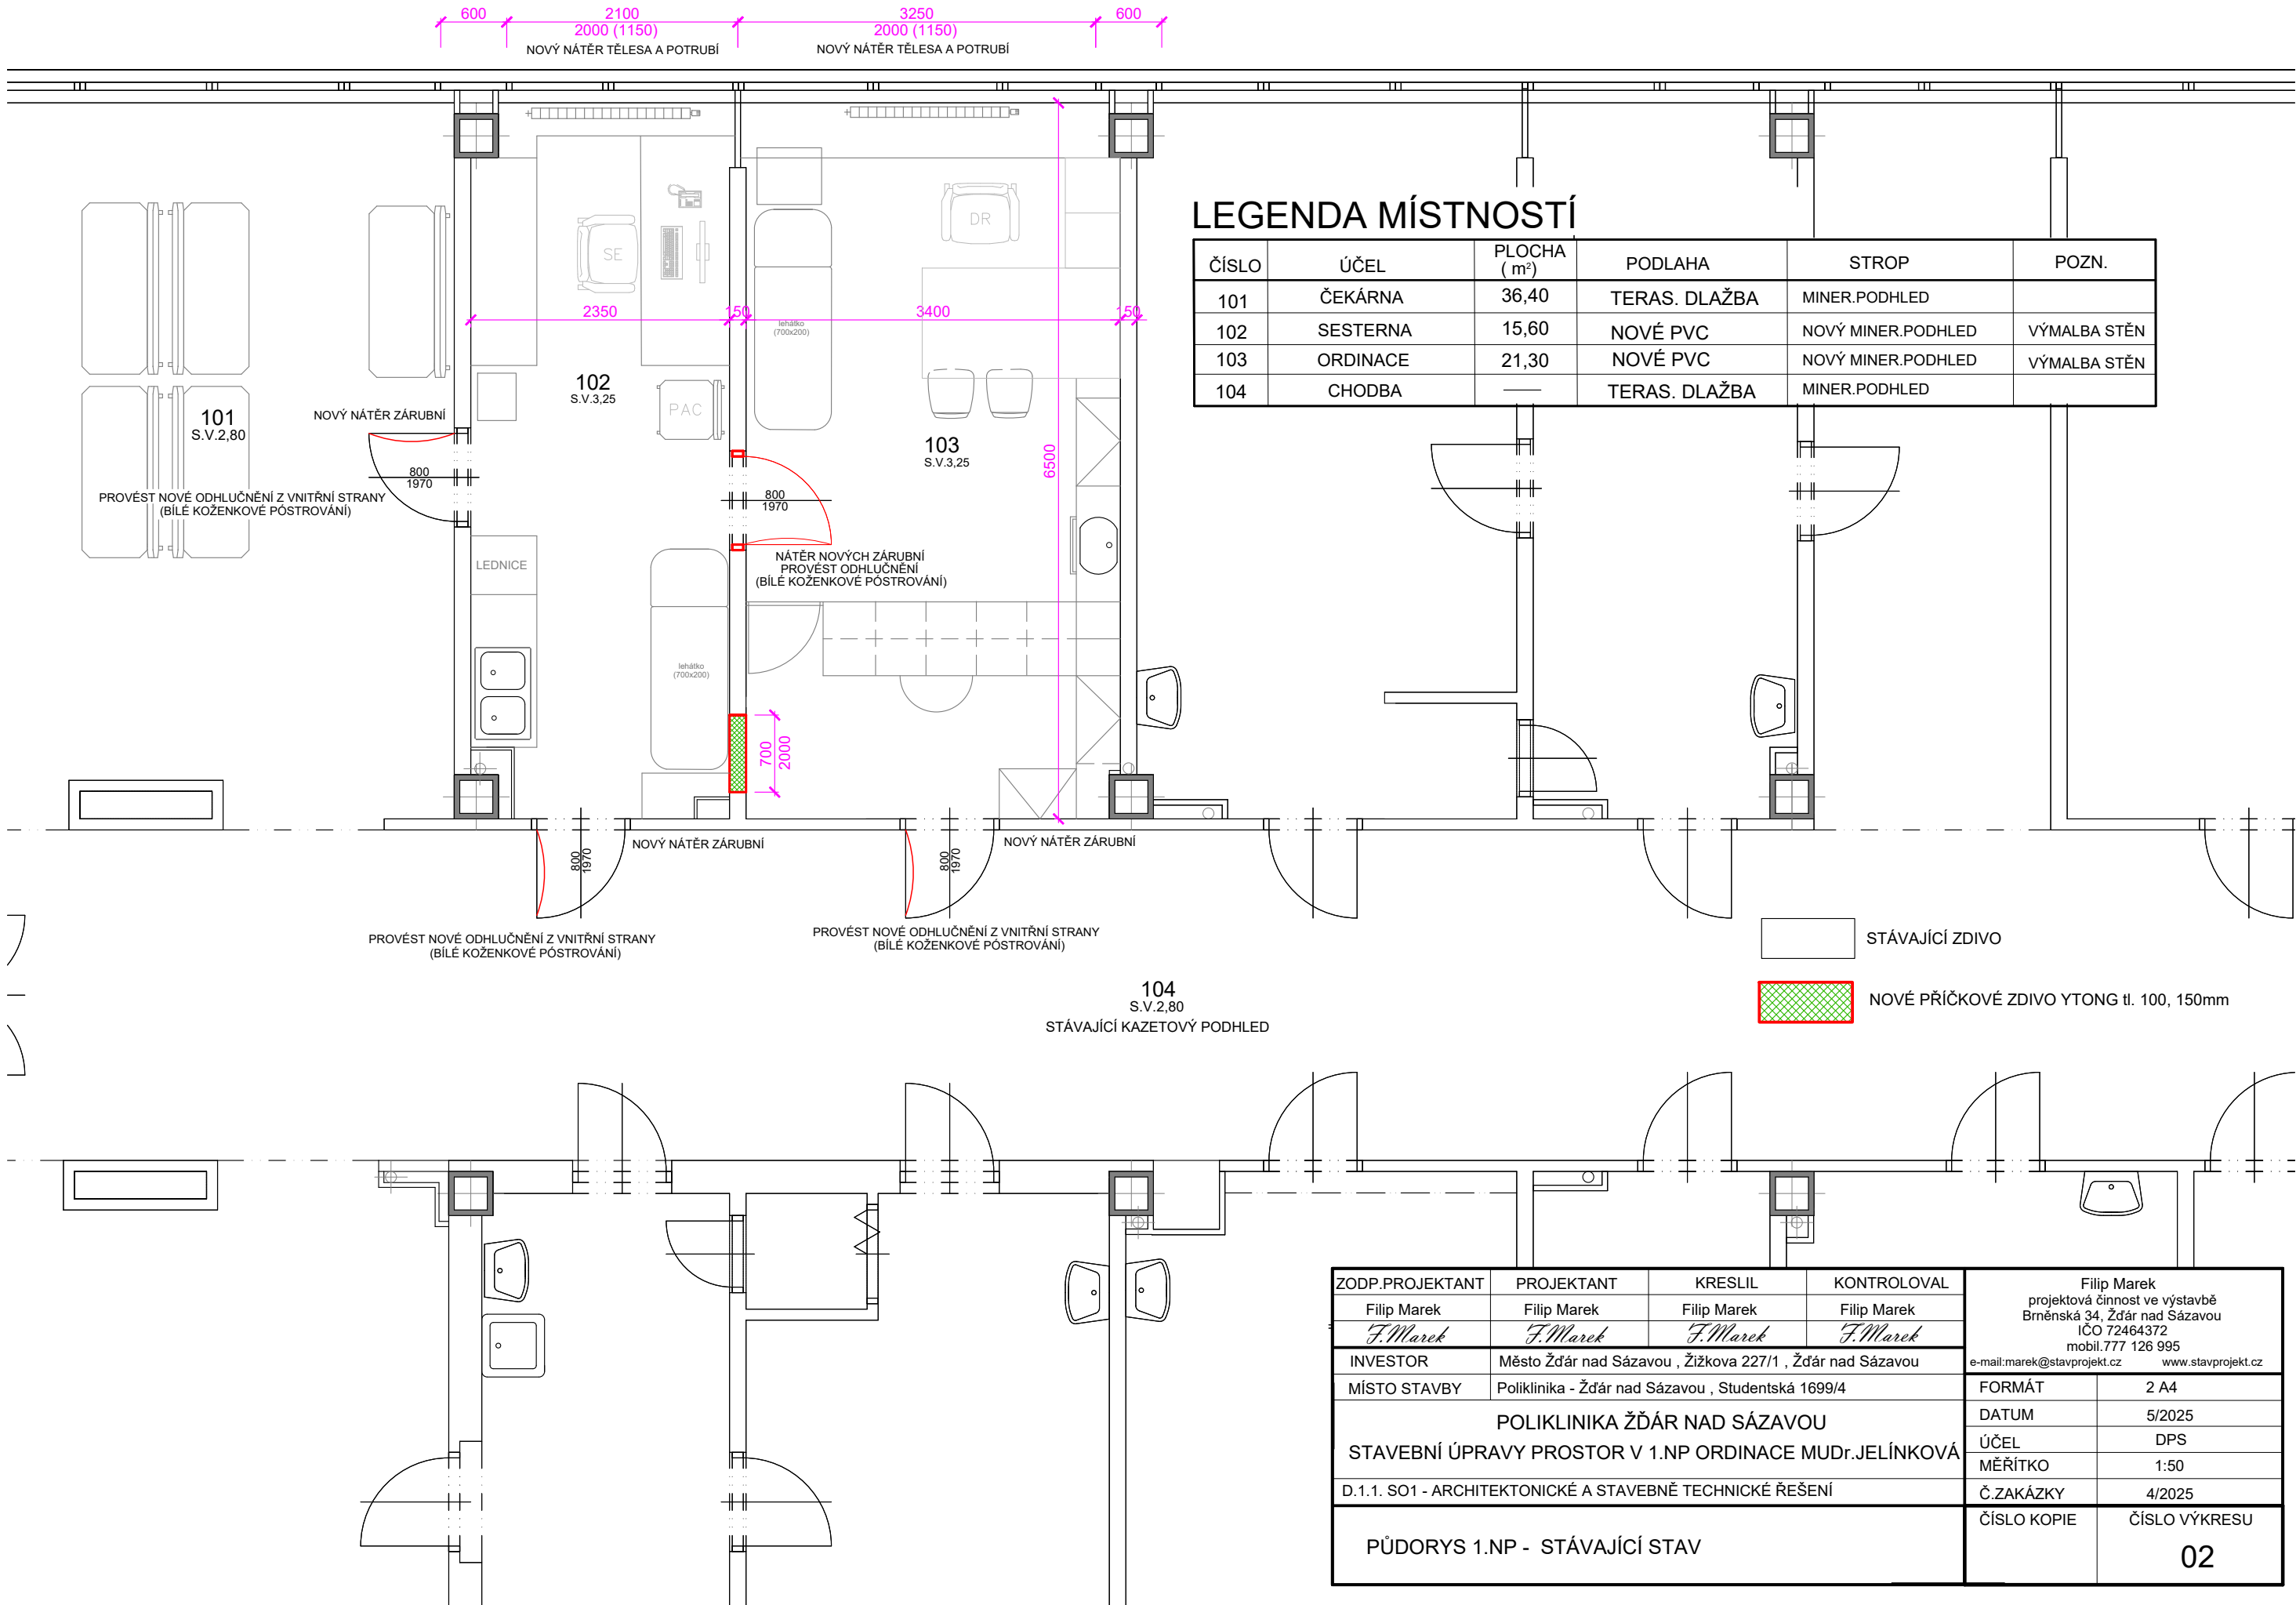 600
2100
2000 (1150)
NOVÝ NÁTĚR TĚLESA A POTRUBÍ
3250
2000 (1150)
NOVÝ NÁTĚR TĚLESA A POTRUBÍ
600
SE
DR
2350
150
3400
150
lehátko
(700x200)
6500
101
S.V.2,80
102
S.V.3,25
PAC
103
S.V.3,25
NOVÝ NÁTĚR ZÁRUBNÍ
800
1970
PROVÉST NOVÉ ODHLUČNĚNÍ Z VNITŘNÍ STRANY
(BÍLÉ KOŽENKOVÉ PÓSTROVÁNÍ)
800
1970
NÁTĚR NOVÝCH ZÁRUBNÍ
PROVÉST ODHLUČNĚNÍ
(BÍLÉ KOŽENKOVÉ PÓSTROVÁNÍ)
LEDNICE
lehátko
(700x200)
700
2000
NOVÝ NÁTĚR ZÁRUBNÍ
NOVÝ NÁTĚR ZÁRUBNÍ
800
1970
800
1970
PROVÉST NOVÉ ODHLUČNĚNÍ Z VNITŘNÍ STRANY
(BÍLÉ KOŽENKOVÉ PÓSTROVÁNÍ)
PROVÉST NOVÉ ODHLUČNĚNÍ Z VNITŘNÍ STRANY
(BÍLÉ KOŽENKOVÉ PÓSTROVÁNÍ)
104
S.V.2,80
STÁVAJÍCÍ KAZETOVÝ PODHLED
LEGENDA MÍSTNOSTÍ
ČÍSLO ÚČEL PLOCHA ( m²) PODLAHA STROP POZN.
101 ČEKÁRNA 36,40 TERAS. DLAŽBA MINER.PODHLED
102 SESTERNA 15,60 NOVÉ PVC NOVÝ MINER.PODHLED VÝMALBA STĚN
103 ORDINACE 21,30 NOVÉ PVC NOVÝ MINER.PODHLED VÝMALBA STĚN
104 CHODBA —— TERAS. DLAŽBA MINER.PODHLED
STÁVAJÍCÍ ZDIVO
NOVÉ PŘÍČKOVÉ ZDIVO YTONG tl. 100, 150mm
ZODP.PROJEKTANT PROJEKTANT KRESLIL KONTROLOVAL
Filip Marek Filip Marek Filip Marek Filip Marek
F.Marek F.Marek F.Marek F.Marek
INVESTOR Město Žďár nad Sázavou , Žižkova 227/1 , Žďár nad Sázavou
MÍSTO STAVBY Poliklinika - Žďár nad Sázavou , Studentská 1699/4
POLIKLINIKA ŽĎÁR NAD SÁZAVOU
STAVEBNÍ ÚPRAVY PROSTOR V 1.NP ORDINACE MUDr.JELÍNKOVÁ
D.1.1. SO1 - ARCHITEKTONICKÉ A STAVEBNĚ TECHNICKÉ ŘEŠENÍ
PŮDORYS 1.NP - STÁVAJÍCÍ STAV
Filip Marek
projektová činnost ve výstavbě
Brněnská 34, Žďár nad Sázavou
IČO 72464372
mobil.777 126 995
e-mail:marek@stavprojekt.cz www.stavprojekt.cz
FORMÁT 2 A4
DATUM 5/2025
ÚČEL DPS
MĚŘÍTKO 1:50
Č.ZAKÁZKY 4/2025
ČÍSLO KOPIE ČÍSLO VÝKRESU
02